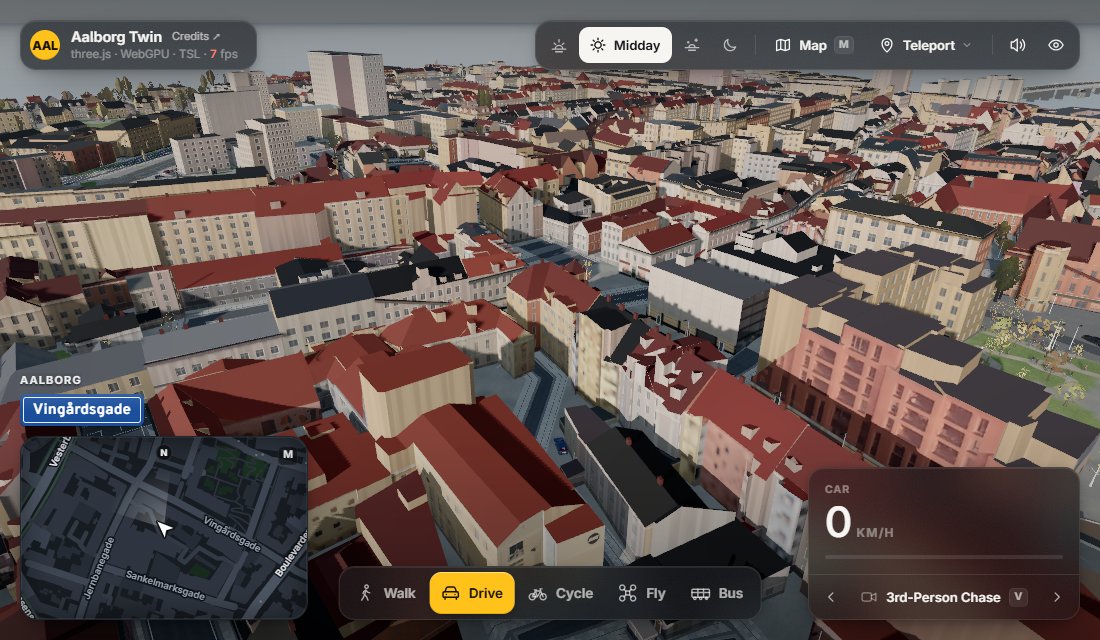 AAL
Aalborg Twin Credits ↗
three.js · WebGPU · TSL · 7 fps
Midday
Map M
Teleport
AALBORG
Vingårdsgade
N
M
Vingårdsgade
Jernbanegade
Sankelmarksgade
CAR
0 KM/H
Walk
Drive
Cycle
Fly
Bus
3rd-Person Chase V